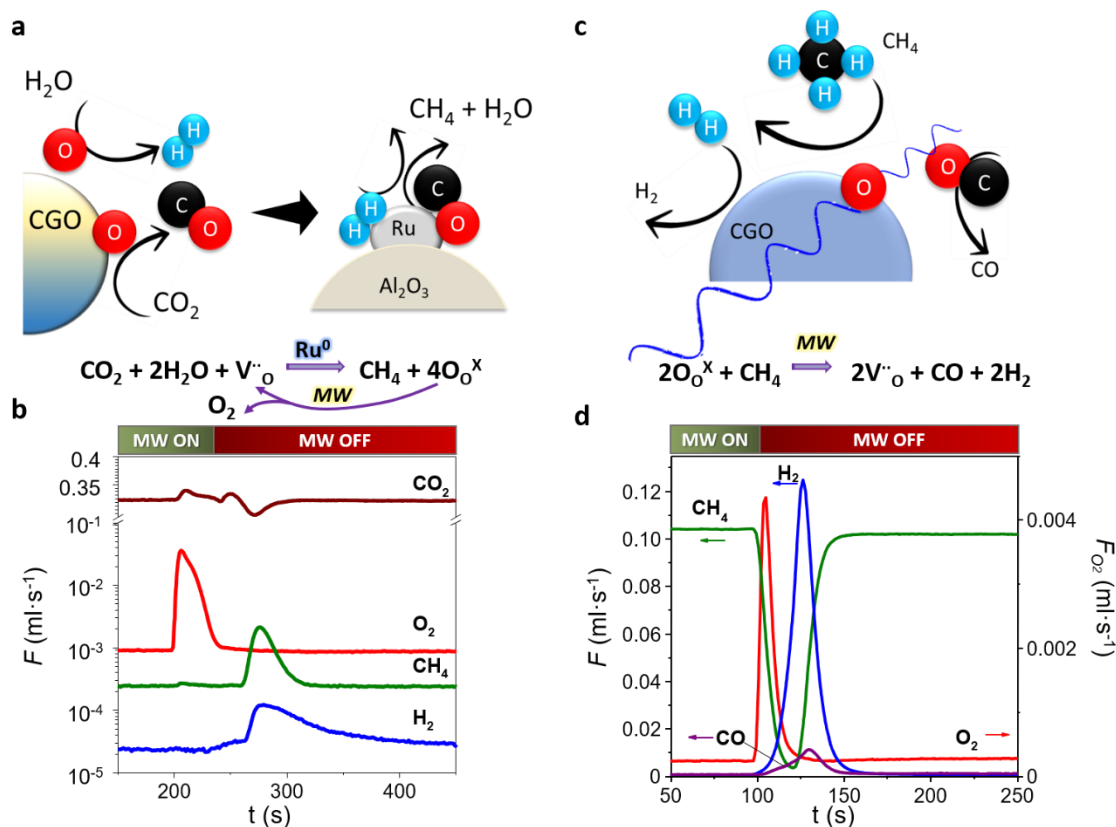 a
H₂O
H
H
O
CGO
O
C
O
CO₂
CH₄ + H₂O
H
H
C
O
Ru
Al₂O₃
CO₂ + 2H₂O + V¨O Ru⁰ CH₄ + 4OOˣ
O₂ MW
b
MW ON MW OFF
0.4
0.35
10⁻¹
10⁻²
10⁻³
10⁻⁴
10⁻⁵
F (ml·s⁻¹)
CO₂
O₂
CH₄
H₂
200 300 400
t (s)
c
H
H
C
H
H
CH₄
H
H
H₂
CGO
O
O
C
CO
2OOˣ + CH₄ MW 2V¨O + CO + 2H₂
d
MW ON MW OFF
0.12
0.10
0.08
0.06
0.04
0.02
0
F (ml·s⁻¹)
CH₄
H₂
CO
O₂
0.004
0.002
0
F_O2 (ml·s⁻¹)
50 100 150 200 250
t (s)